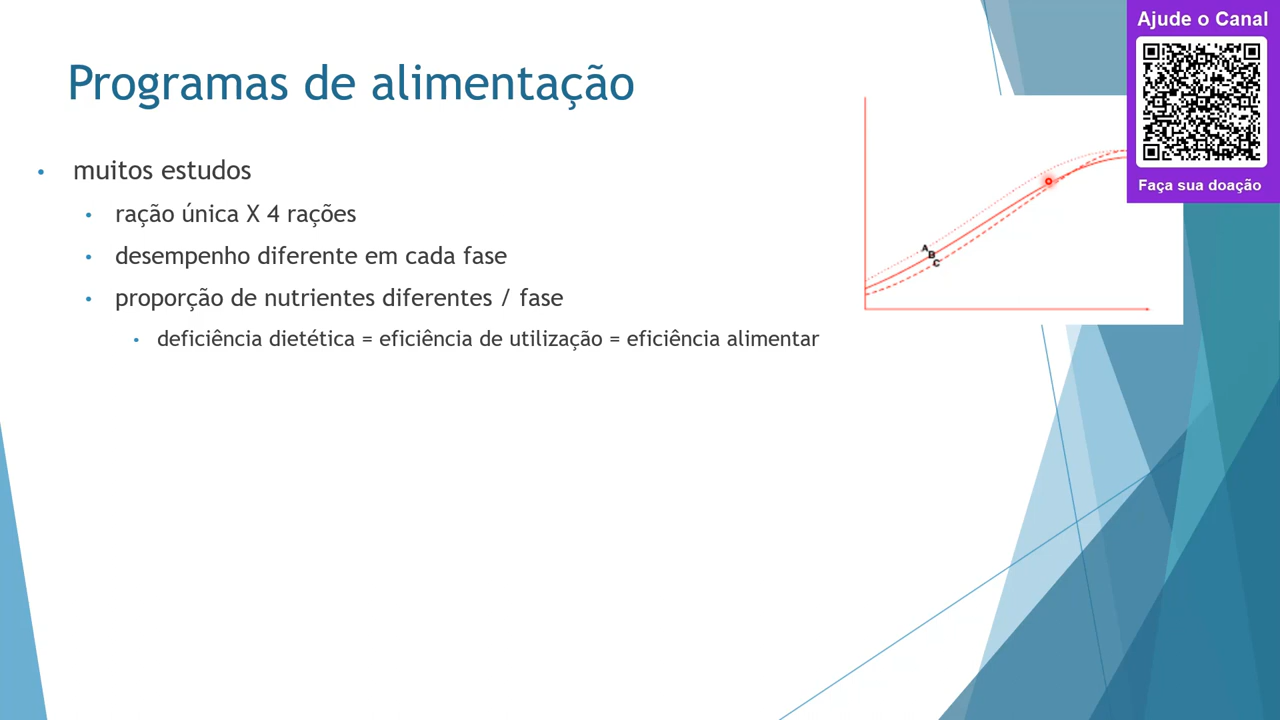 Programas de alimentação
muitos estudos
ração única X 4 rações
desempenho diferente em cada fase
proporção de nutrientes diferentes / fase
deficiência dietética = eficiência de utilização = eficiência alimentar
A
B
C
Ajude o Canal
Faça sua doação